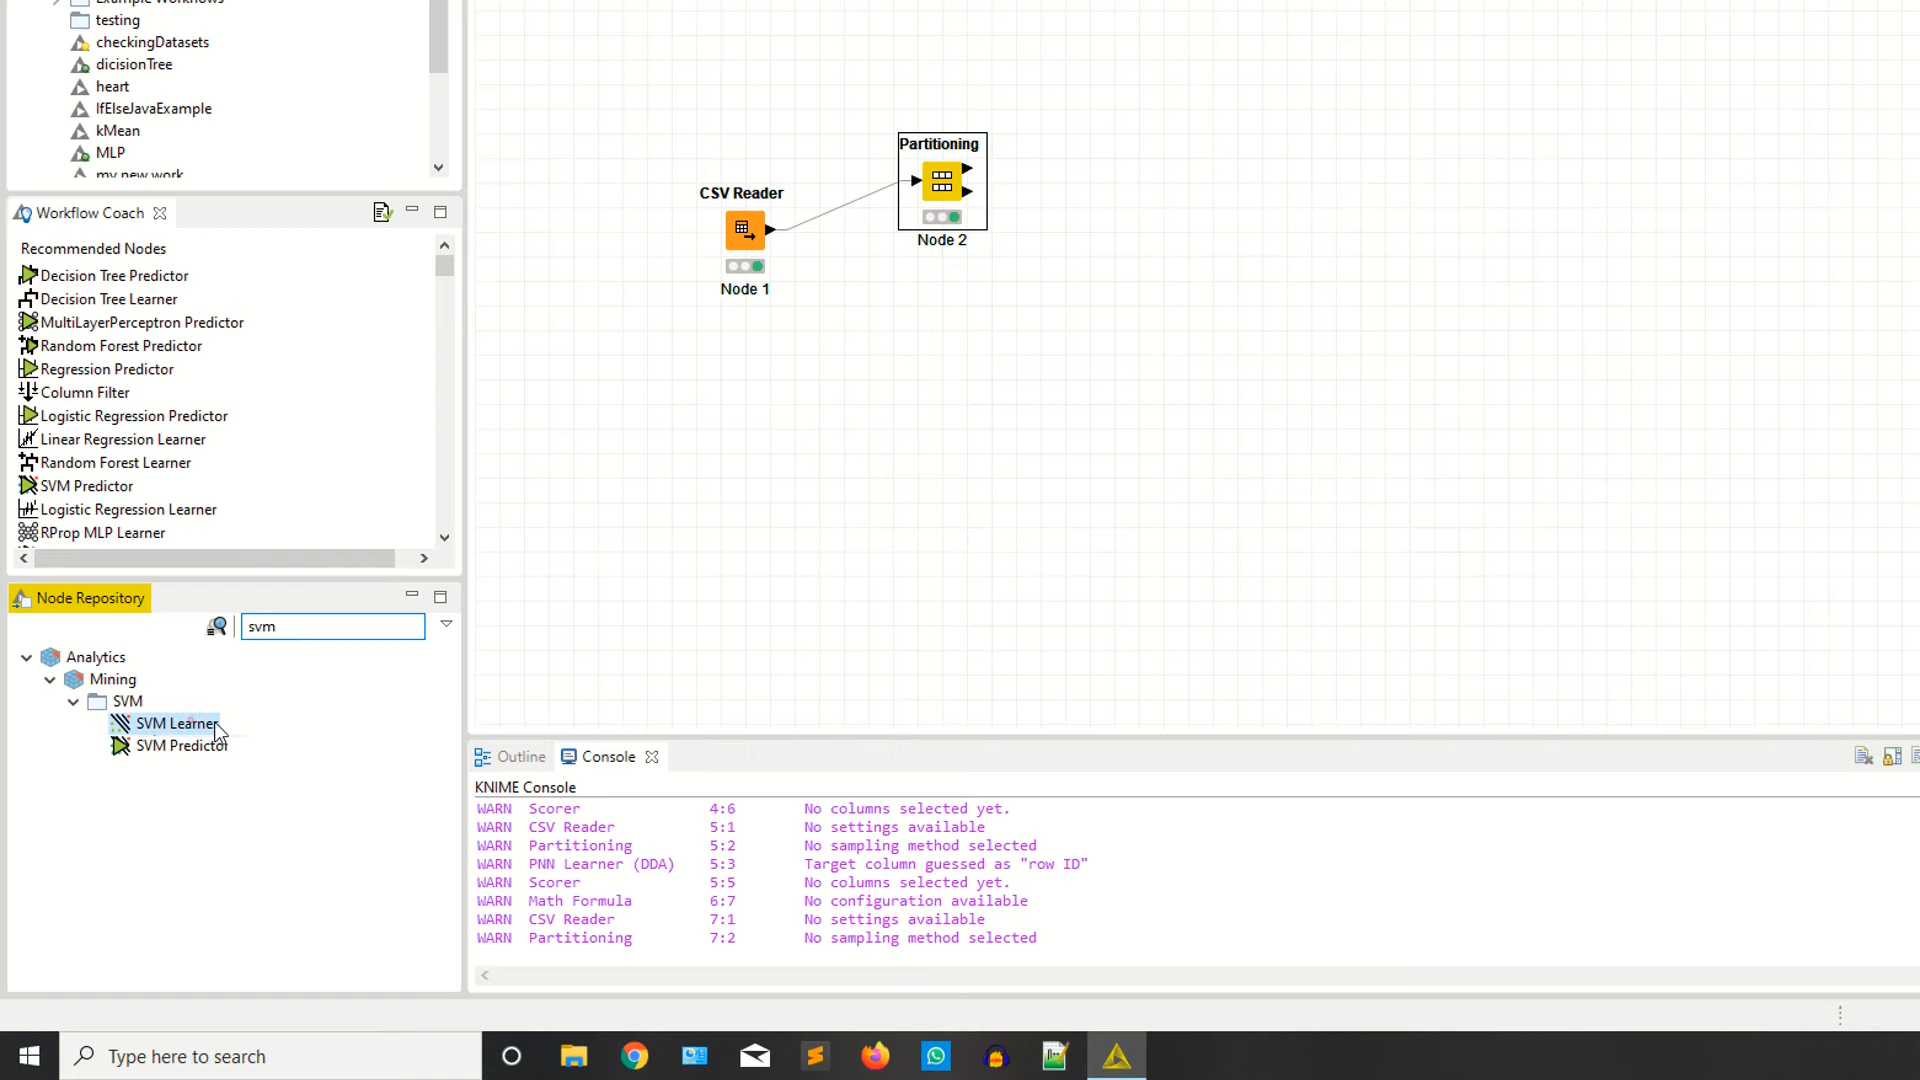 Example Workflows
testing
checkingDatasets
dicisionTree
heart
IfElseJavaExample
kMean
MLP
my new work
Workflow Coach
Recommended Nodes
Decision Tree Predictor
Decision Tree Learner
MultiLayerPerceptron Predictor
Random Forest Predictor
Regression Predictor
Column Filter
Logistic Regression Predictor
Linear Regression Learner
Random Forest Learner
SVM Predictor
Logistic Regression Learner
RProp MLP Learner
Node Repository
svm
Analytics
Mining
SVM
SVM Learner
SVM Predictor
Partitioning
Node 2
CSV Reader
Node 1
Outline
Console
KNIME Console
WARN Scorer 4:6 No columns selected yet.
WARN CSV Reader 5:1 No settings available
WARN Partitioning 5:2 No sampling method selected
WARN PNN Learner (DDA) 5:3 Target column guessed as "row ID"
WARN Scorer 5:5 No columns selected yet.
WARN Math Formula 6:7 No configuration available
WARN CSV Reader 7:1 No settings available
WARN Partitioning 7:2 No sampling method selected
Type here to search